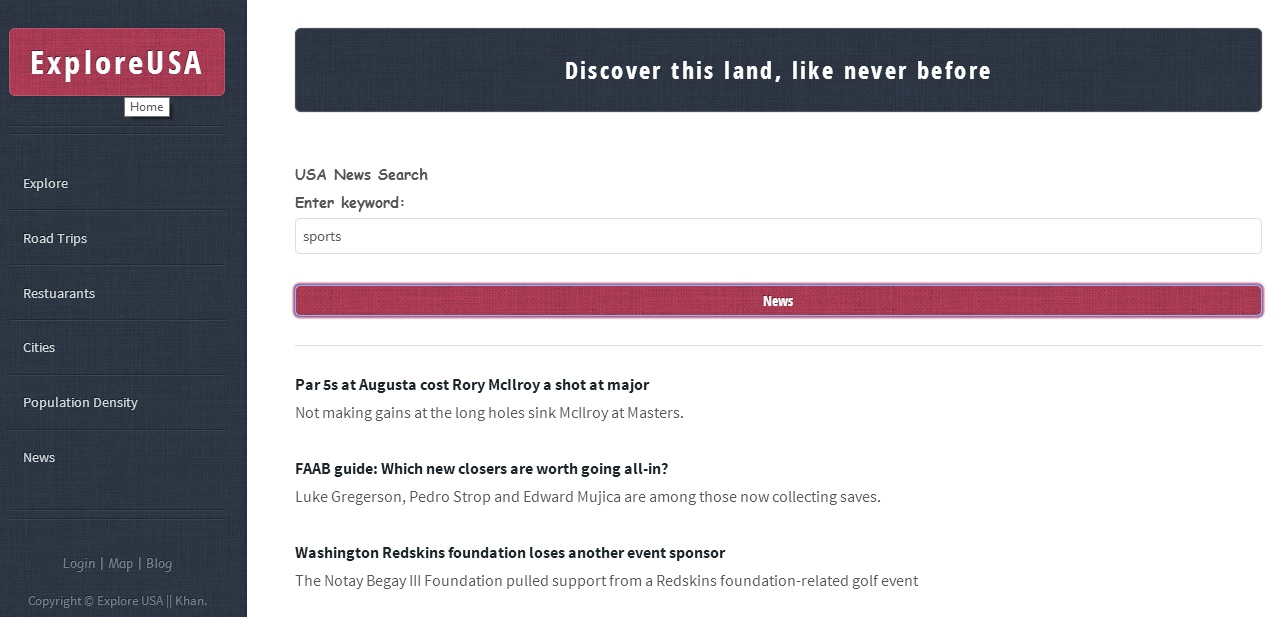 ExploreUSA
Home
Explore
Road Trips
Restuarants
Cities
Population Density
News
Login | Map | Blog
Copyright © Explore USA || Khan.
Discover this land, like never before
USA News Search
Enter keyword:
sports
News
Par 5s at Augusta cost Rory McIlroy a shot at major
Not making gains at the long holes sink McIlroy at Masters.
FAAB guide: Which new closers are worth going all-in?
Luke Gregerson, Pedro Strop and Edward Mujica are among those now collecting saves.
Washington Redskins foundation loses another event sponsor
The Notay Begay III Foundation pulled support from a Redskins foundation-related golf event